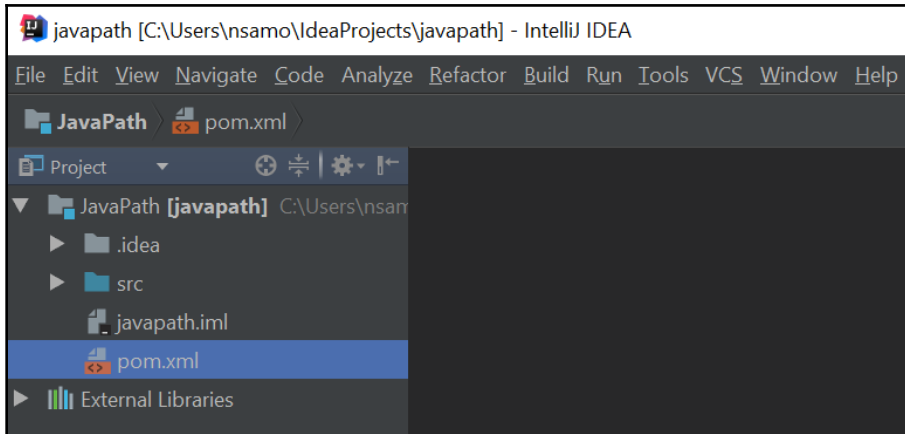 javapath [C:\Users\nsamo\IdeaProjects\javapath] - IntelliJ IDEA
File Edit View Navigate Code Analyze Refactor Build Run Tools VCS Window Help
JavaPath pom.xml
Project
JavaPath [javapath] C:\Users\nsam
.idea
src
javapath.iml
pom.xml
External Libraries